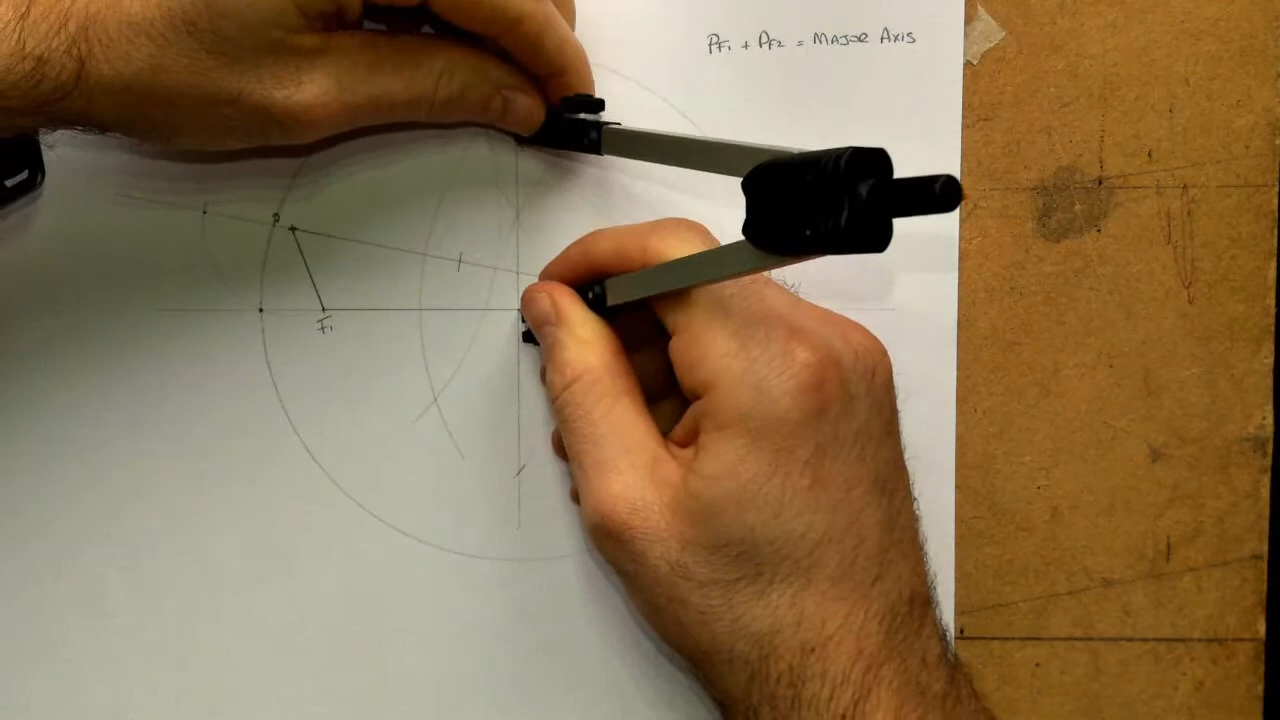 PF1 + PF2 = MAJOR AXIS
F1